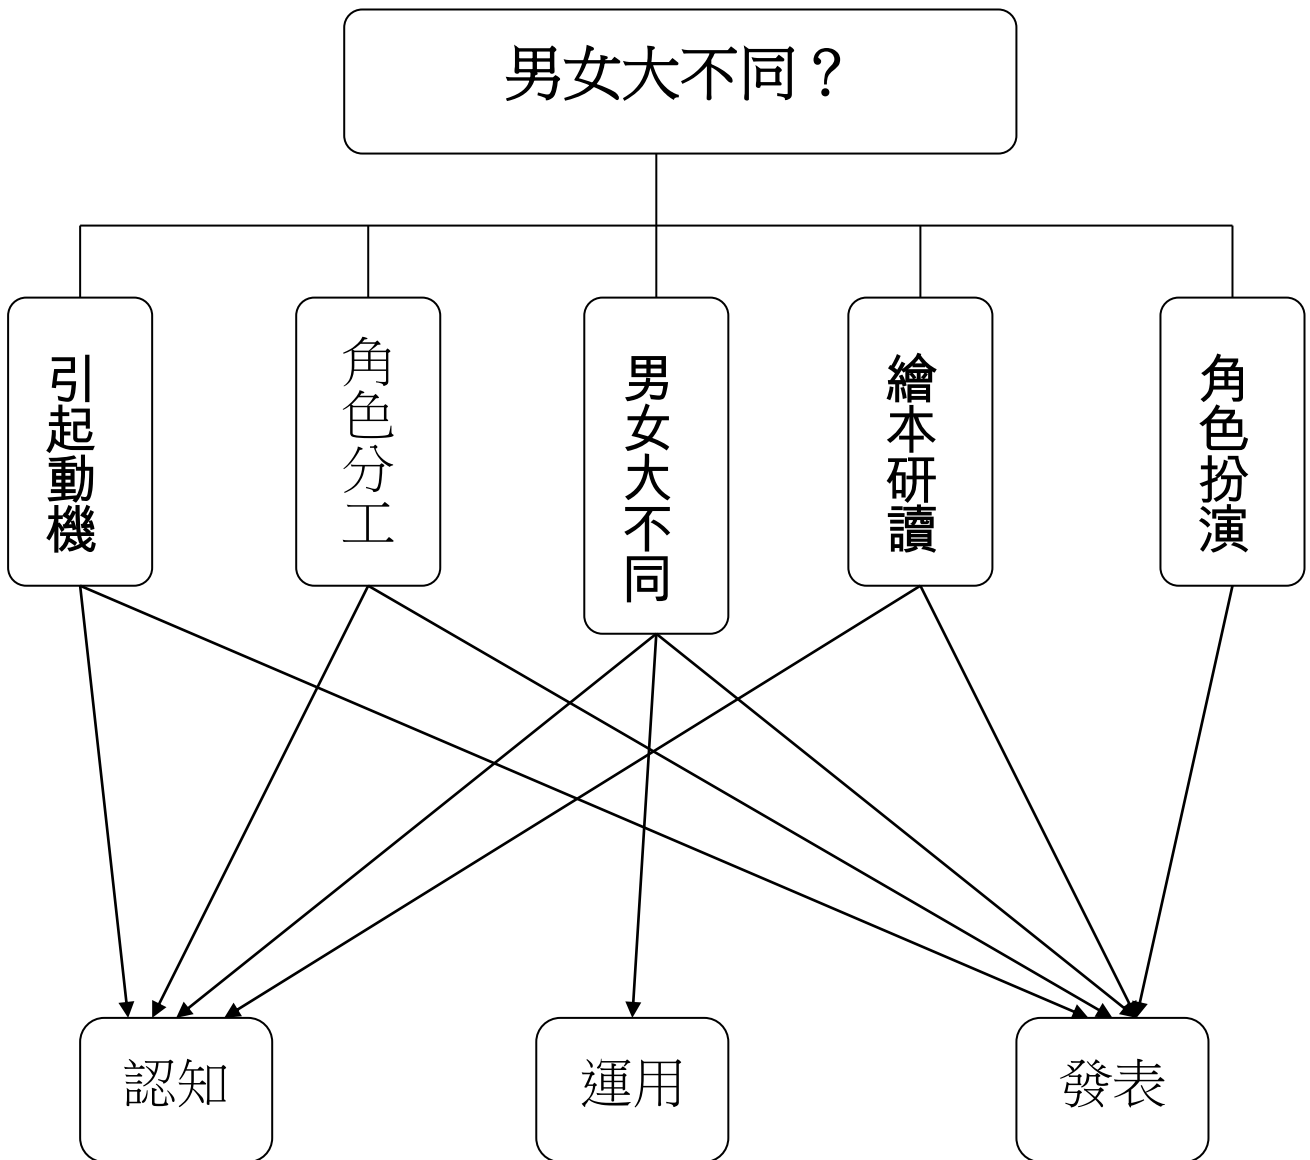 男女大不同？
引起動機
角色分工
男女大不同
繪本研讀
角色扮演
認知
運用
發表